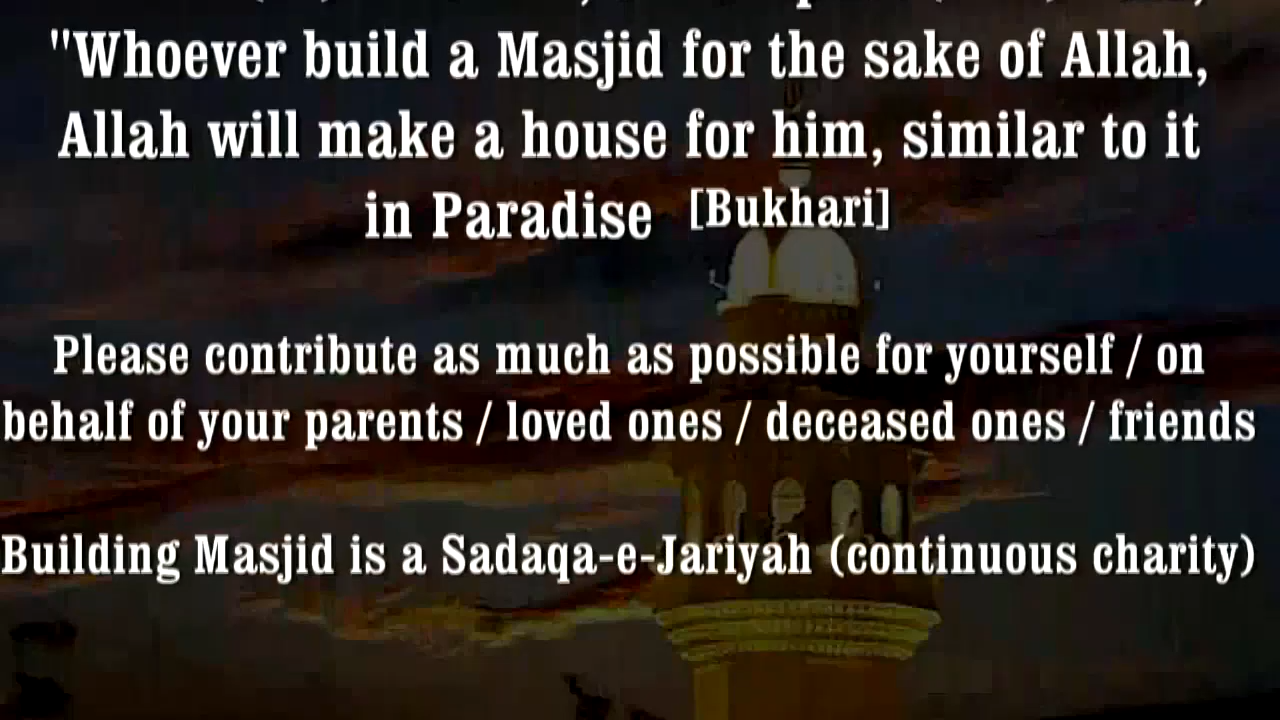 "Whoever build a Masjid for the sake of Allah,
Allah will make a house for him, similar to it
in Paradise [Bukhari]
Please contribute as much as possible for yourself / on
behalf of your parents / loved ones / deceased ones / friends
Building Masjid is a Sadaqa-e-Jariyah (continuous charity)